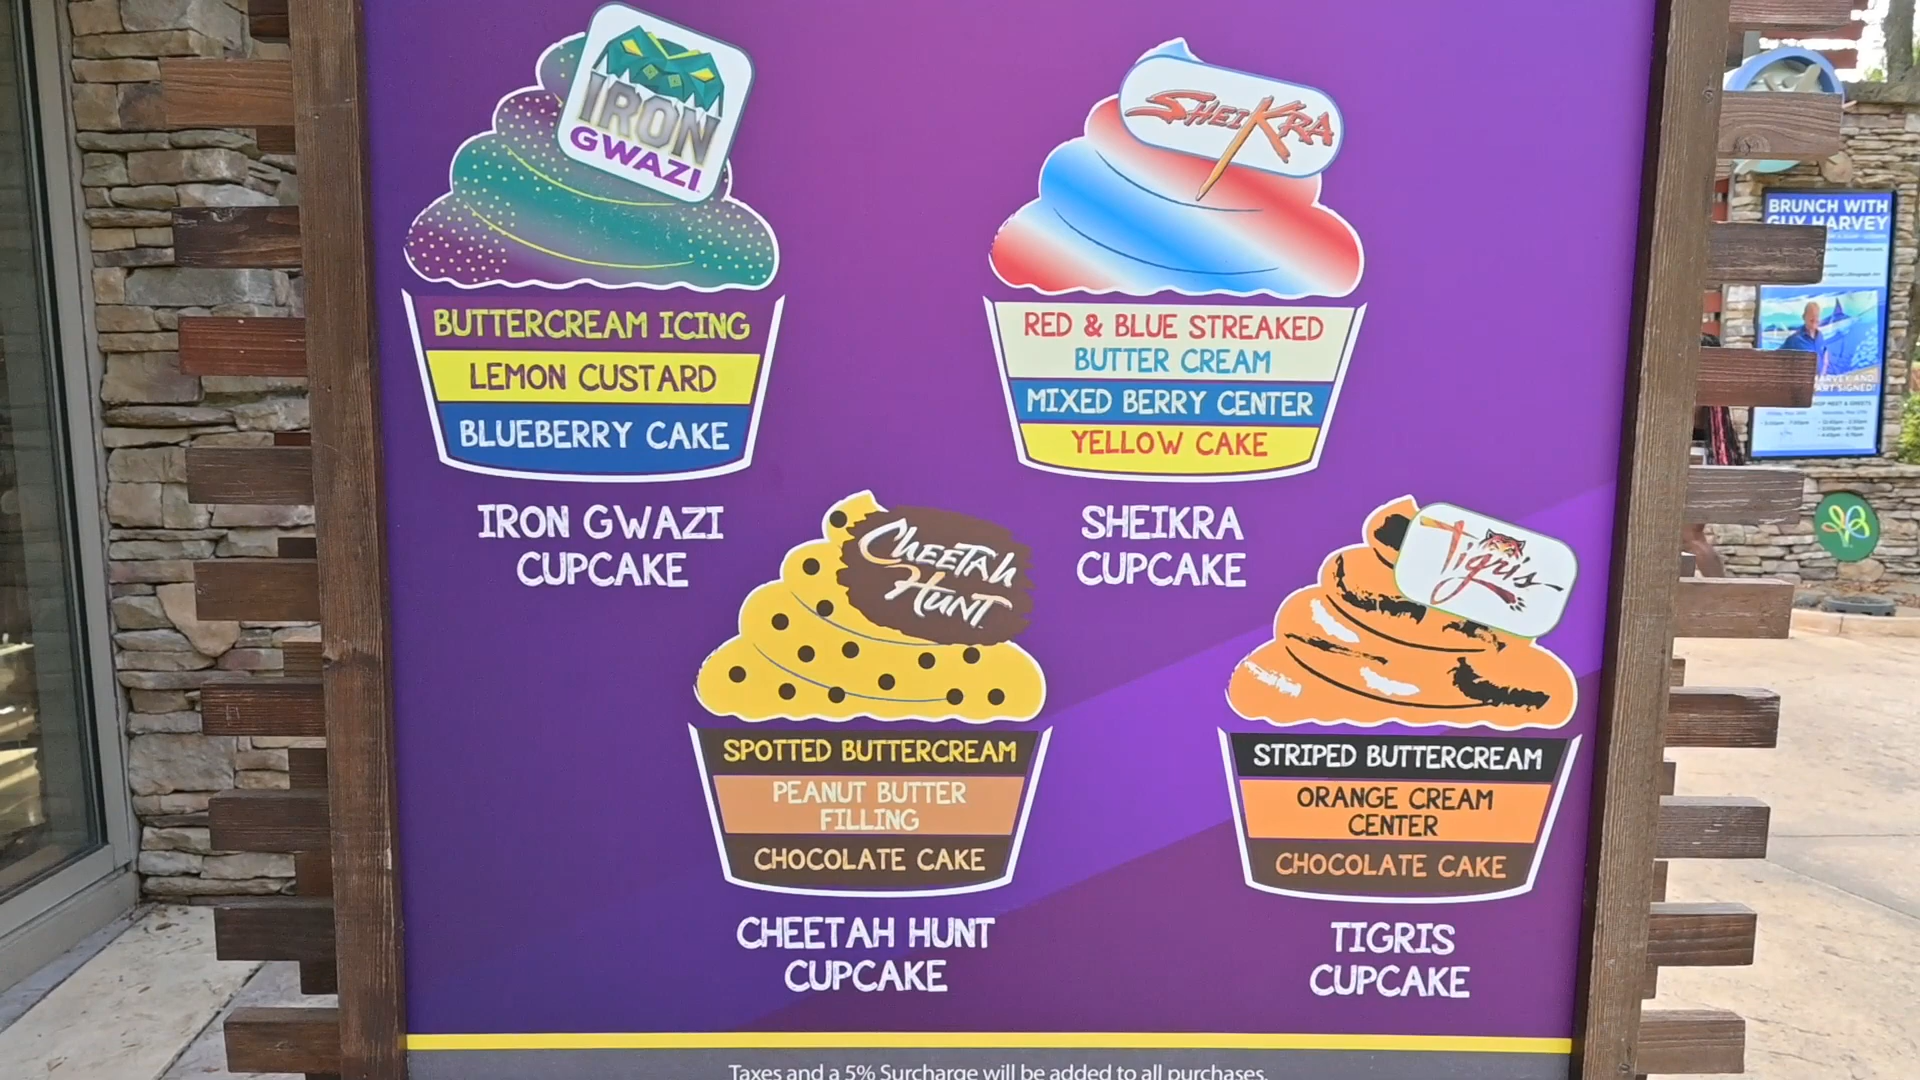 IRON
GWAZI
BUTTERCREAM ICING
LEMON CUSTARD
BLUEBERRY CAKE
IRON GWAZI
CUPCAKE
SHEIKRA
RED & BLUE STREAKED
BUTTER CREAM
MIXED BERRY CENTER
YELLOW CAKE
SHEIKRA
CUPCAKE
CHEETAH
HUNT
SPOTTED BUTTERCREAM
PEANUT BUTTER
FILLING
CHOCOLATE CAKE
CHEETAH HUNT
CUPCAKE
Tigris
STRIPED BUTTERCREAM
ORANGE CREAM
CENTER
CHOCOLATE CAKE
TIGRIS
CUPCAKE
Taxes and a 5% Surcharge will be added to all purchases.
BRUNCH WITH
GUY HARVEY